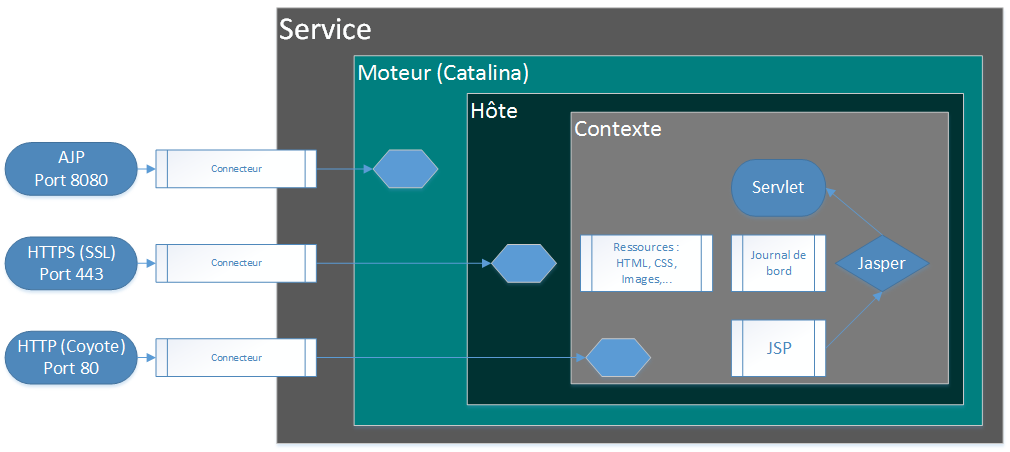 Service
Moteur (Catalina)
Hôte
Contexte
AJP
Port 8080
Connecteur
Servlet
HTTPS (SSL)
Port 443
Connecteur
Ressources :
HTML, CSS,
Images,...
Journal de
bord
Jasper
HTTP (Coyote)
Port 80
Connecteur
JSP